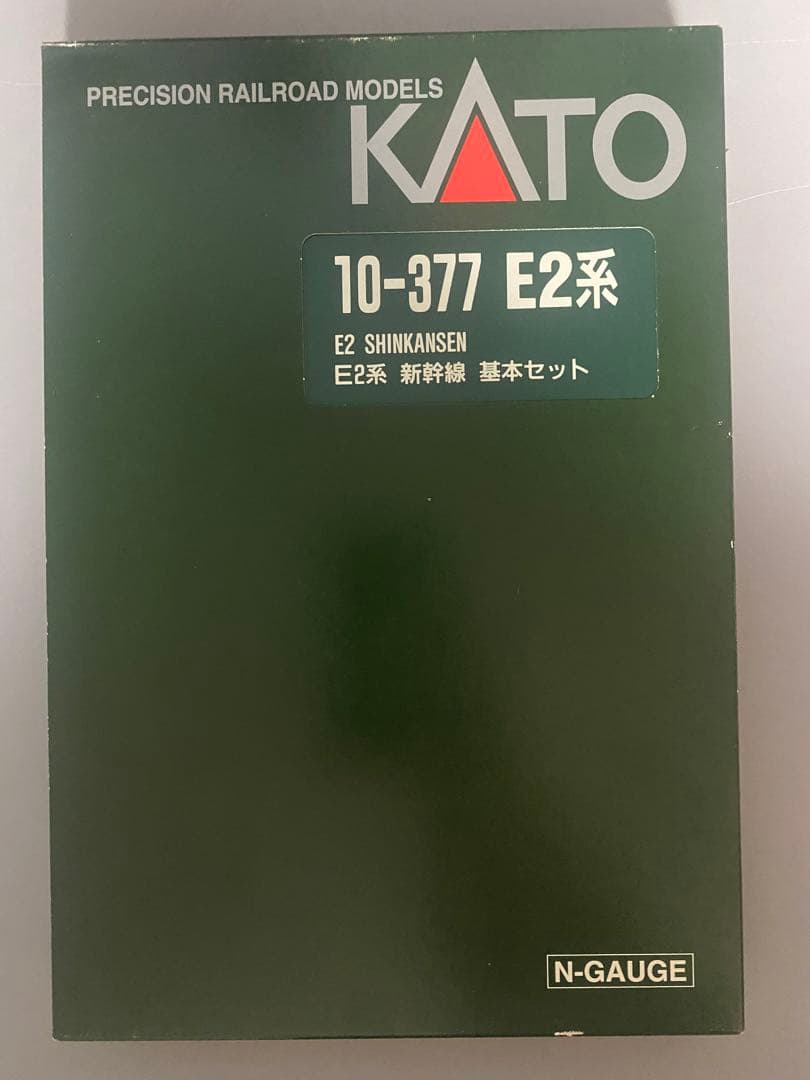 PRECISION RAILROAD MODELS
KATO
10-377 E2系
E2 SHINKANSEN
E2系 新幹線 基本セット
N-GAUGE